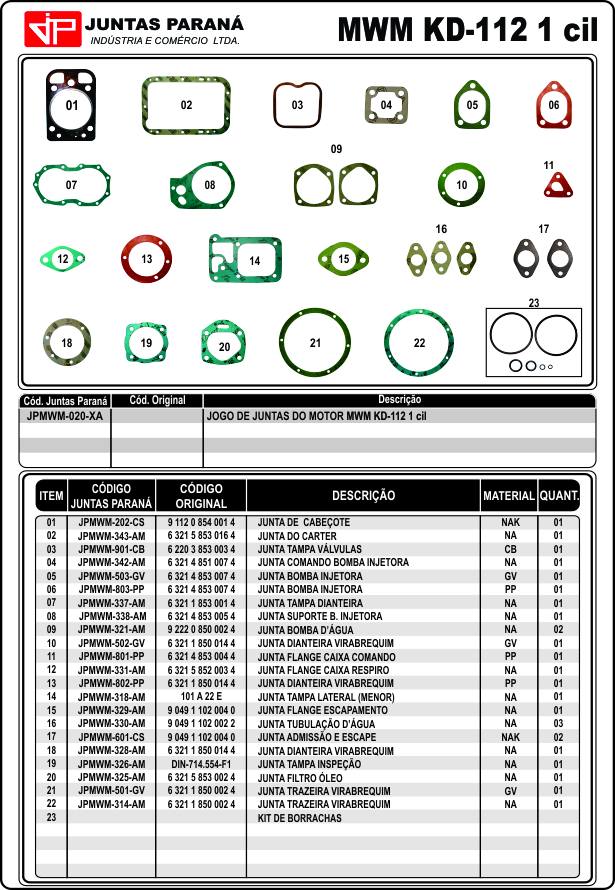 JP
JUNTAS PARANÁ
INDÚSTRIA E COMÉRCIO LTDA.
MWM KD-112 1 cil
01
02
03
04
05
06
09
07
08
10
11
16
17
12
13
14
15
18
19
20
21
22
23
Cód. Juntas Paraná Cód. Original Descrição
JPMWM-020-XA JOGO DE JUNTAS DO MOTOR MWM KD-112 1 cil
ITEM CÓDIGO JUNTAS PARANÁ CÓDIGO ORIGINAL DESCRIÇÃO MATERIAL QUANT.
01 JPMWM-202-CS 9 112 0 854 001 4 JUNTA DE CABEÇOTE NAK 01
02 JPMWM-343-AM 6 321 5 853 016 4 JUNTA DO CARTER NA 01
03 JPMWM-901-CB 6 220 3 853 003 4 JUNTA TAMPA VÁLVULAS CB 01
04 JPMWM-342-AM 6 321 4 851 007 4 JUNTA COMANDO BOMBA INJETORA NA 01
05 JPMWM-503-GV 6 321 4 853 007 4 JUNTA BOMBA INJETORA GV 01
06 JPMWM-803-PP 6 321 4 853 007 4 JUNTA BOMBA INJETORA PP 01
07 JPMWM-337-AM 6 321 1 853 001 4 JUNTA TAMPA DIANTEIRA NA 01
08 JPMWM-338-AM 6 321 4 853 005 4 JUNTA SUPORTE B. INJETORA NA 01
09 JPMWM-321-AM 9 222 0 850 002 4 JUNTA BOMBA D'ÁGUA NA 02
10 JPMWM-502-GV 6 321 1 850 014 4 JUNTA DIANTEIRA VIRABREQUIM GV 01
11 JPMWM-801-PP 6 321 4 853 004 4 JUNTA FLANGE CAIXA COMANDO PP 01
12 JPMWM-331-AM 6 321 5 852 003 4 JUNTA FLANGE CAIXA RESPIRO NA 01
13 JPMWM-802-PP 6 321 1 850 014 4 JUNTA DIANTEIRA VIRABREQUIM PP 01
14 JPMWM-318-AM 101 A 22 E JUNTA TAMPA LATERAL (MENOR) NA 01
15 JPMWM-329-AM 9 049 1 102 004 0 JUNTA FLANGE ESCAPAMENTO NA 01
16 JPMWM-330-AM 9 049 1 102 002 2 JUNTA TUBULAÇÃO D'ÁGUA NA 03
17 JPMWM-601-CS 9 049 1 102 004 0 JUNTA ADMISSÃO E ESCAPE NAK 02
18 JPMWM-328-AM 6 321 1 850 014 4 JUNTA DIANTEIRA VIRABREQUIM NA 01
19 JPMWM-326-AM DIN-714.554-F1 JUNTA TAMPA INSPEÇÃO NA 01
20 JPMWM-325-AM 6 321 5 853 002 4 JUNTA FILTRO ÓLEO NA 01
21 JPMWM-501-GV 6 321 1 850 002 4 JUNTA TRAZEIRA VIRABREQUIM GV 01
22 JPMWM-314-AM 6 321 1 850 002 4 JUNTA TRAZEIRA VIRABREQUIM NA 01
23 KIT DE BORRACHAS